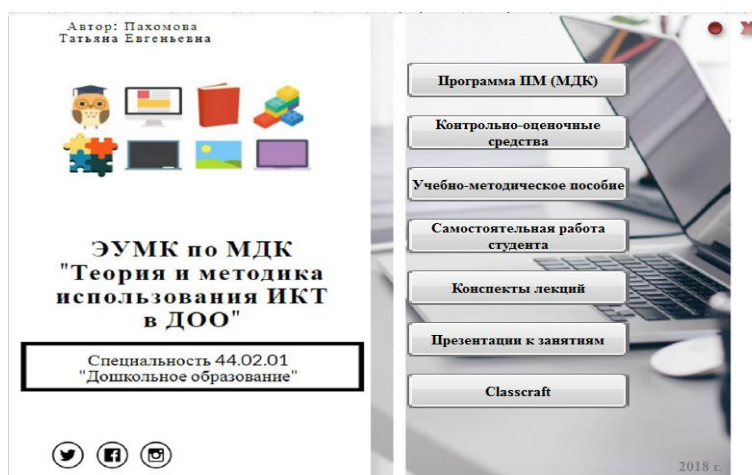 Автор: Пахомова
Татьяна Евгеньевна
ЭУМК по МДК
"Теория и методика
использования ИКТ
в ДОО"
Специальность 44.02.01
"Дошкольное образование"
Программа ПМ (МДК)
Контрольно-оценочные
средства
Учебно-методическое пособие
Самостоятельная работа
студента
Конспекты лекций
Презентации к занятиям
Classcraft
2018 г.